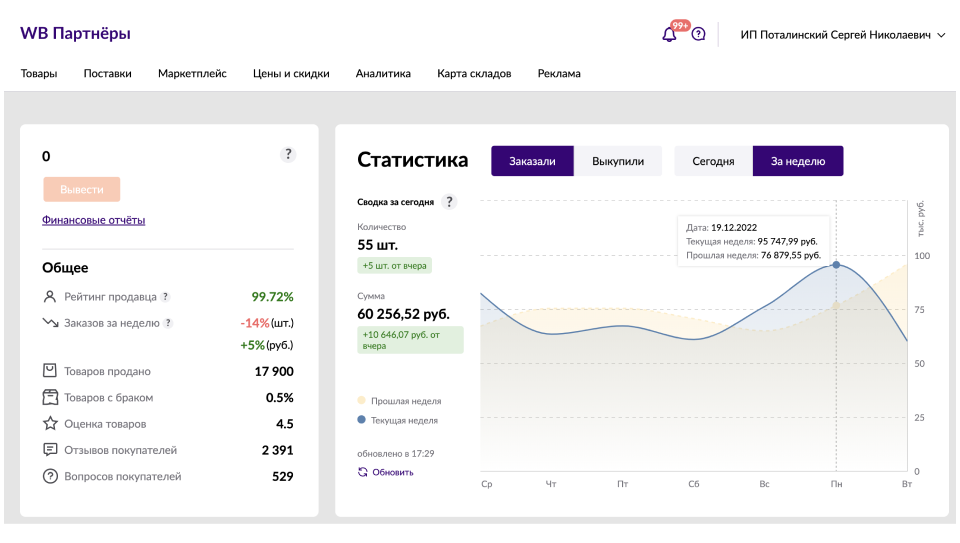 WB Партнёры
99+
?
ИП Поталинский Сергей Николаевич
Товары Поставки Маркетплейс Цены и скидки Аналитика Карта складов Реклама
0
?
Вывести
Финансовые отчёты
Общее
Рейтинг продавца ? 99.72%
Заказов за неделю ? -14% (шт.)
+5% (руб.)
Товаров продано 17 900
Товаров с браком 0.5%
Оценка товаров 4.5
Отзывов покупателей 2 391
Вопросов покупателей 529
Статистика
Заказали Выкупили
Сегодня За неделю
Сводка за сегодня ?
Количество
55 шт.
+5 шт. от вчера
Сумма
60 256,52 руб.
+10 646,07 руб. от
вчера
Прошлая неделя
Текущая неделя
обновлено в 17:29
Обновить
Дата: 19.12.2022
Текущая неделя: 95 747,99 руб.
Прошлая неделя: 76 879,55 руб.
тыс. руб.
100
75
50
25
0
Ср Чт Пт Сб Вс Пн Вт